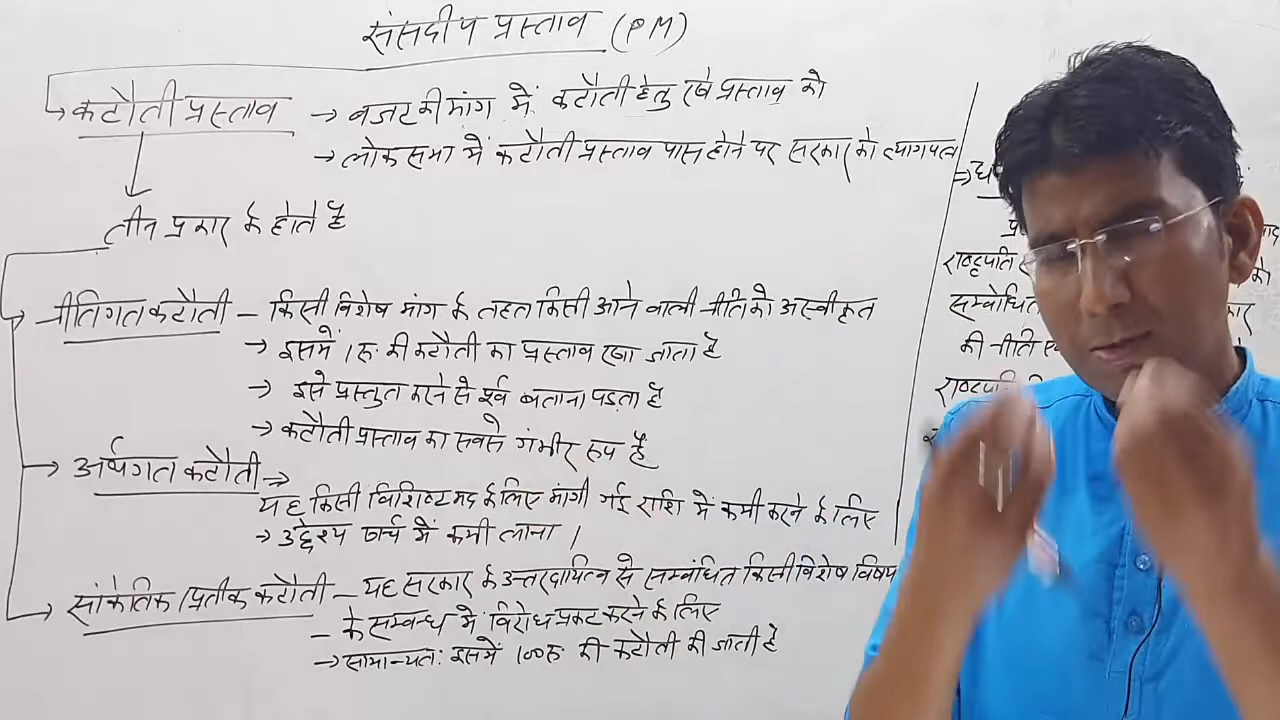 संसदीय प्रस्ताव (PM)
→ कटौती प्रस्ताव → बजट की मांग में कटौती हेतु रखे प्रस्ताव को
→ लोकसभा में कटौती प्रस्ताव पास होने पर सरकार को त्यागपत्र
तीन प्रकार के होते है
→ नीतिगत कटौती – किसी विशेष मांग के तहत किसी आने वाली नीति को अस्वीकृत
→ इसमें 1 रु. की कटौती का प्रस्ताव रखा जाता है
→ इसे प्रस्तुत करने से पूर्व बताना पड़ता है
→ कटौती प्रस्ताव का सबसे गंभीर रूप है
→ अर्थगत कटौती ⇒
यह किसी विशिष्ट मद के लिए मांगी गई राशि में कमी करने के लिए
→ उद्देश्य खर्च में कमी लाना ।
→ सांकेतिक / प्रतीक कटौती – यह सरकार के उत्तरदायित्व से सम्बंधित किसी विशेष विषय
– के सम्बन्ध में विरोध प्रकट करने के लिए
→ सामान्यत: इसमें 100 रु की कटौती की जाती है
राष्ट्रपति
को
सम्बोधित
की नीति